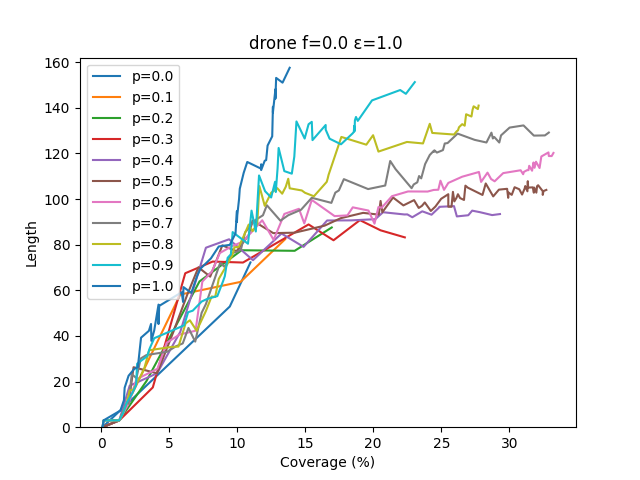 drone f=0.0 ε=1.0
160
140
120
100
80
60
40
20
0
Length
p=0.0
p=0.1
p=0.2
p=0.3
p=0.4
p=0.5
p=0.6
p=0.7
p=0.8
p=0.9
p=1.0
0 5 10 15 20 25 30
Coverage (%)